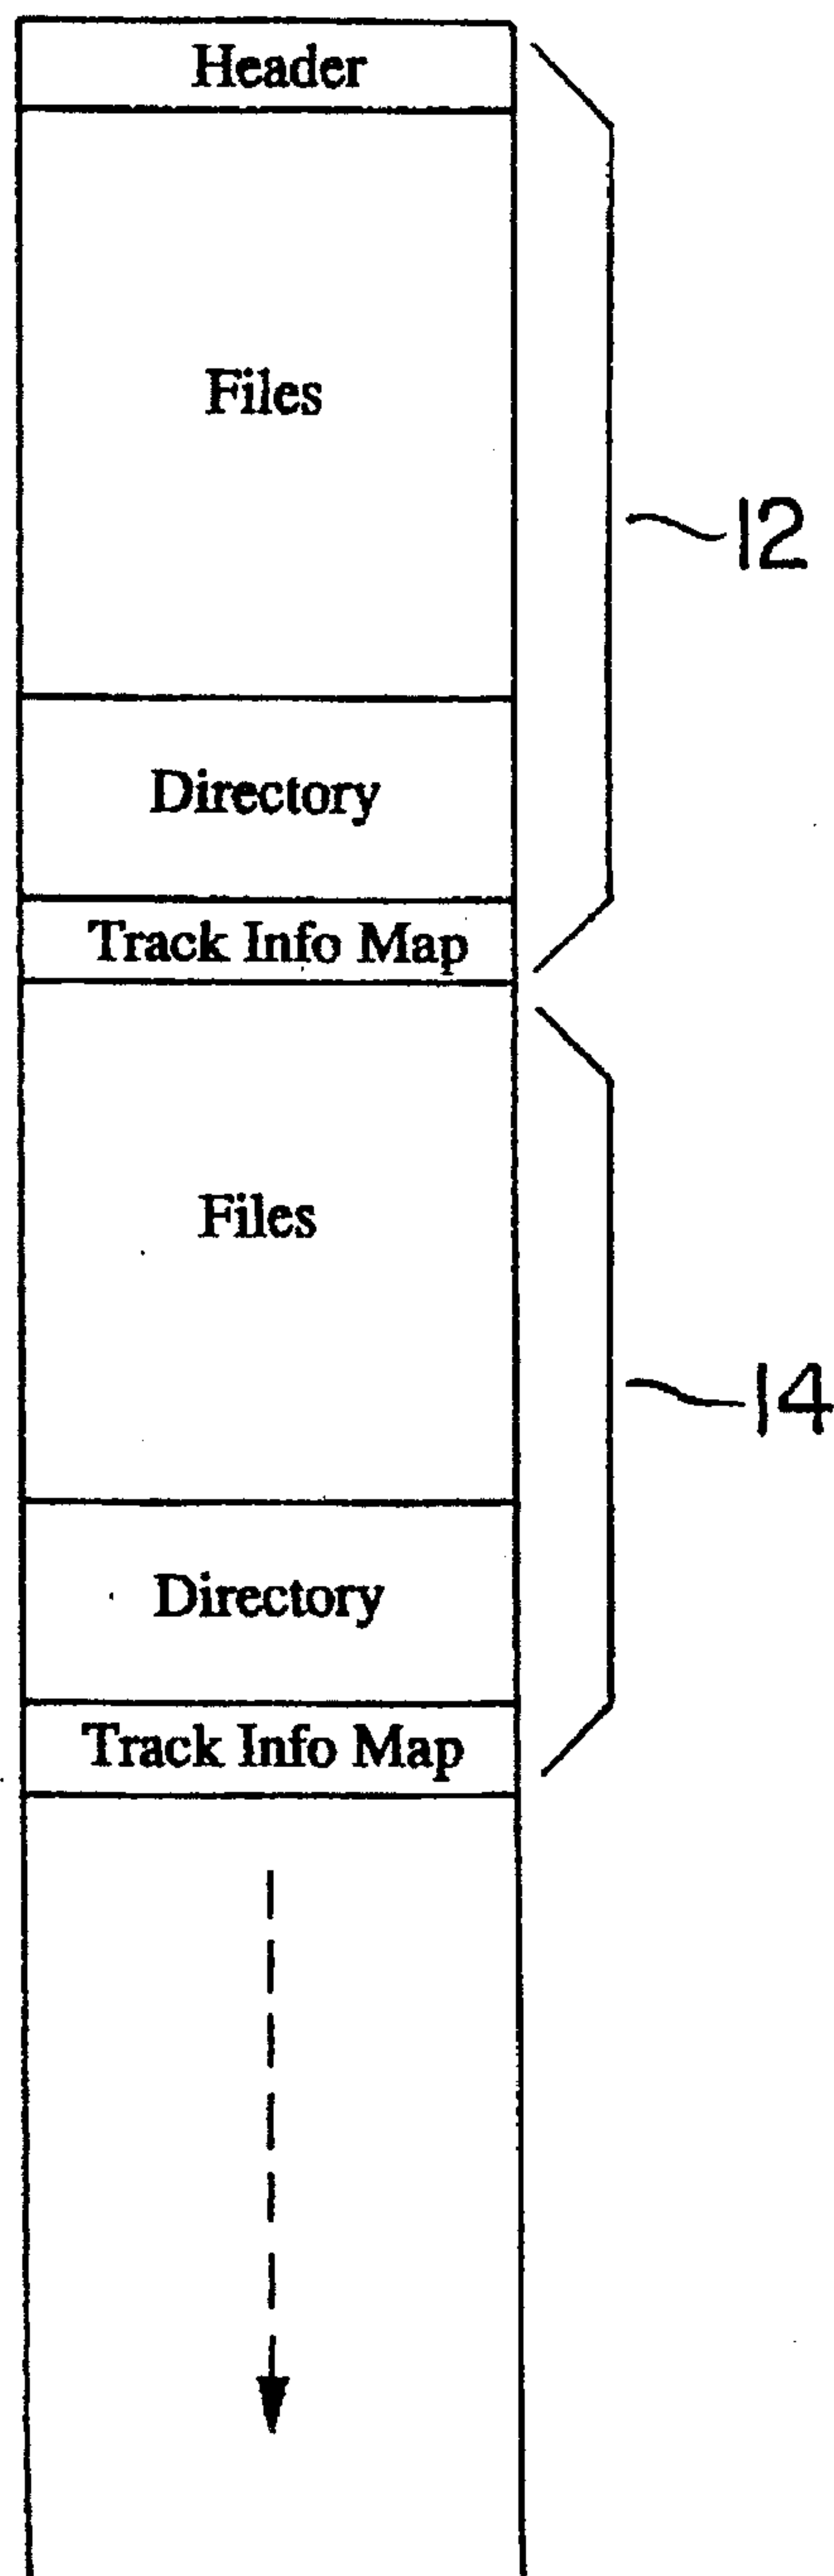 Header
Files
12
Directory
Track Info Map
Files
14
Directory
Track Info Map